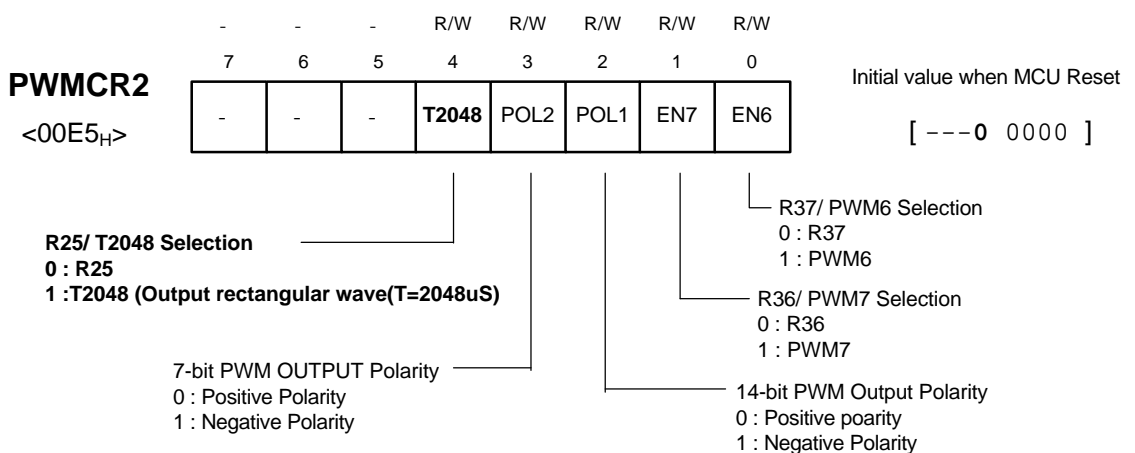 - - - R/W R/W R/W R/W R/W
7 6 5 4 3 2 1 0
PWMCR2
<00E5H>
- - - T2048 POL2 POL1 EN7 EN6
Initial value when MCU Reset
[ ---0 0000 ]
R37/ PWM6 Selection
0 : R37
1 : PWM6
R25/ T2048 Selection
0 : R25
1 :T2048 (Output rectangular wave(T=2048uS)
R36/ PWM7 Selection
0 : R36
1 : PWM7
7-bit PWM OUTPUT Polarity
0 : Positive Polarity
1 : Negative Polarity
14-bit PWM Output Polarity
0 : Positive poarity
1 : Negative Polarity